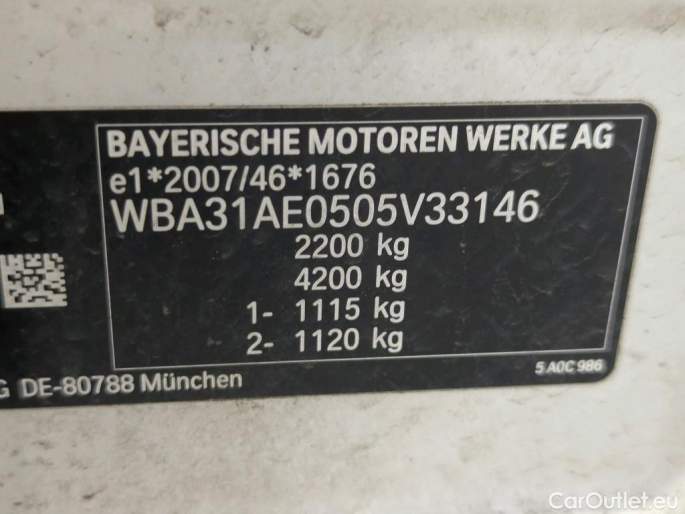 BAYERISCHE MOTOREN WERKE AG
e1*2007/46*1676
WBA31AE0505V33146
2200 kg
4200 kg
1- 1115 kg
2- 1120 kg
G DE-80788 München
5 A0C 986
CarOutlet.eu